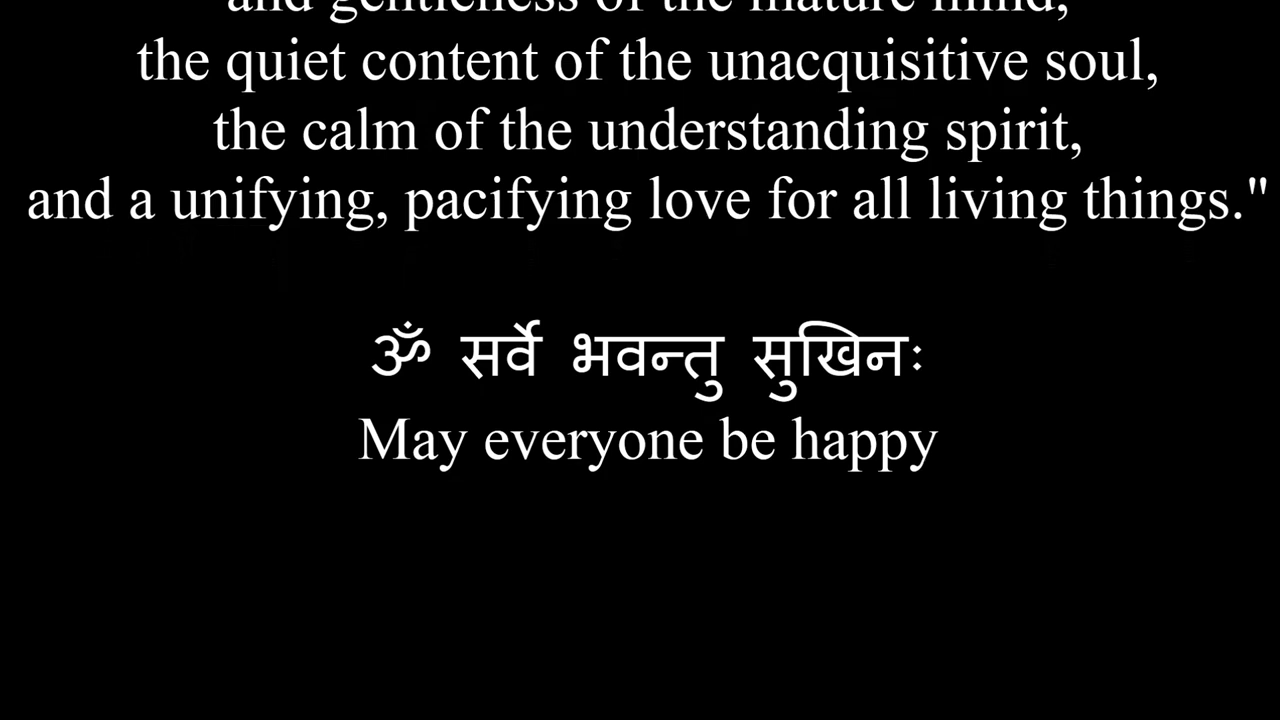 and gentleness of the mature mind,
the quiet content of the unacquisitive soul,
the calm of the understanding spirit,
and a unifying, pacifying love for all living things."
ॐ सर्वे भवन्तु सुखिनः
May everyone be happy